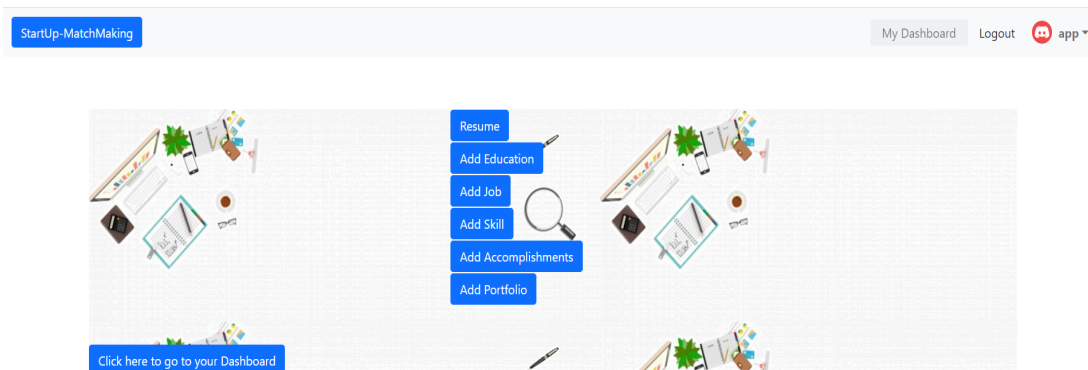 StartUp-MatchMaking
My Dashboard
Logout
app
Resume
Add Education
Add Job
Add Skill
Add Accomplishments
Add Portfolio
Click here to go to your Dashboard